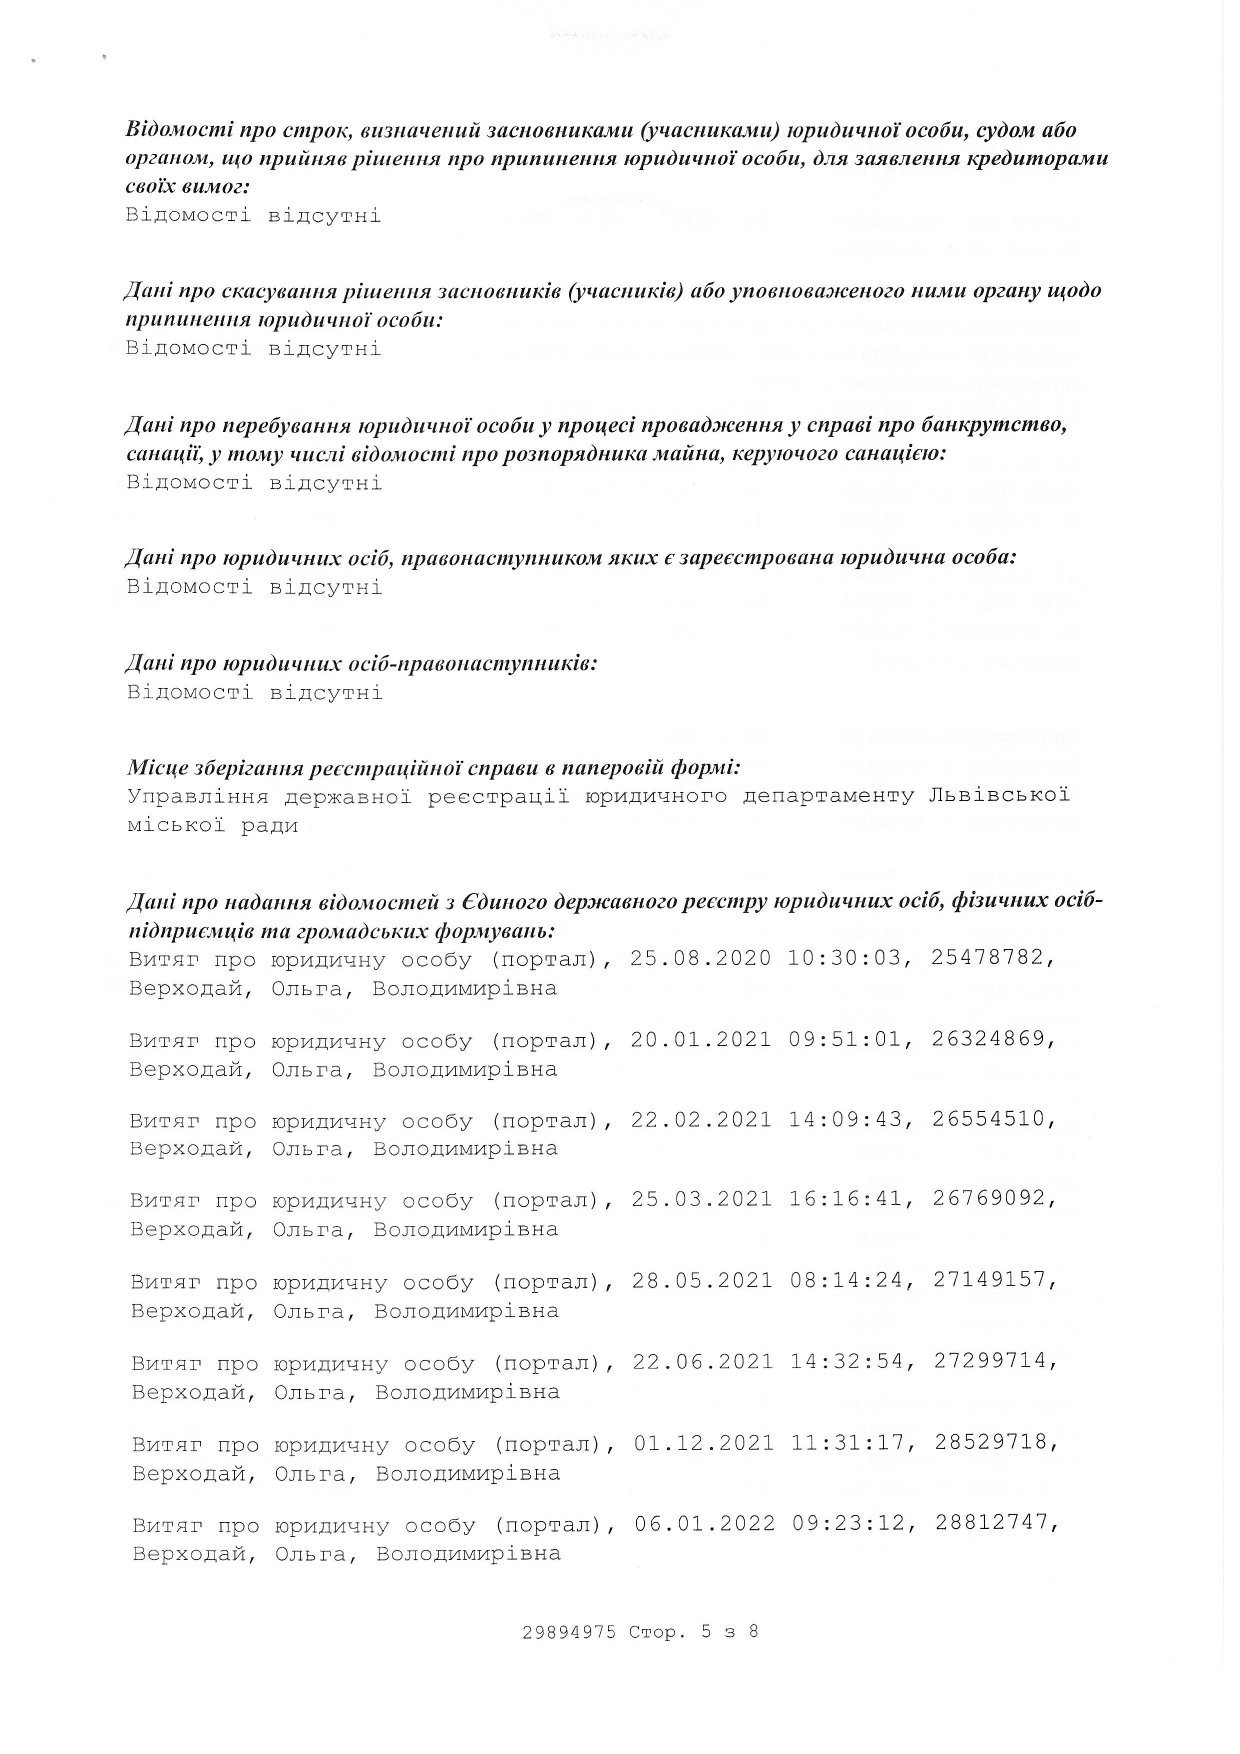 Відомості про строк, визначений засновниками (учасниками) юридичної особи, судом або
органом, що прийняв рішення про припинення юридичної особи, для заявлення кредиторами
своїх вимог:
Відомості відсутні
Дані про скасування рішення засновників (учасників) або уповноваженого ними органу щодо
припинення юридичної особи:
Відомості відсутні
Дані про перебування юридичної особи у процесі провадження у справі про банкрутство,
санації, у тому числі відомості про розпорядника майна, керуючого санацією:
Відомості відсутні
Дані про юридичних осіб, правонаступником яких є зареєстрована юридична особа:
Відомості відсутні
Дані про юридичних осіб-правонаступників:
Відомості відсутні
Місце зберігання реєстраційної справи в паперовій формі:
Управління державної реєстрації юридичного департаменту Львівської
міської ради
Дані про надання відомостей з Єдиного державного реєстру юридичних осіб, фізичних осіб-
підприємців та громадських формувань:
Витяг про юридичну особу (портал), 25.08.2020 10:30:03, 25478782,
Верходай, Ольга, Володимирівна
Витяг про юридичну особу (портал), 20.01.2021 09:51:01, 26324869,
Верходай, Ольга, Володимирівна
Витяг про юридичну особу (портал), 22.02.2021 14:09:43, 26554510,
Верходай, Ольга, Володимирівна
Витяг про юридичну особу (портал), 25.03.2021 16:16:41, 26769092,
Верходай, Ольга, Володимирівна
Витяг про юридичну особу (портал), 28.05.2021 08:14:24, 27149157,
Верходай, Ольга, Володимирівна
Витяг про юридичну особу (портал), 22.06.2021 14:32:54, 27299714,
Верходай, Ольга, Володимирівна
Витяг про юридичну особу (портал), 01.12.2021 11:31:17, 28529718,
Верходай, Ольга, Володимирівна
Витяг про юридичну особу (портал), 06.01.2022 09:23:12, 28812747,
Верходай, Ольга, Володимирівна
29894975 Стор. 5 з 8